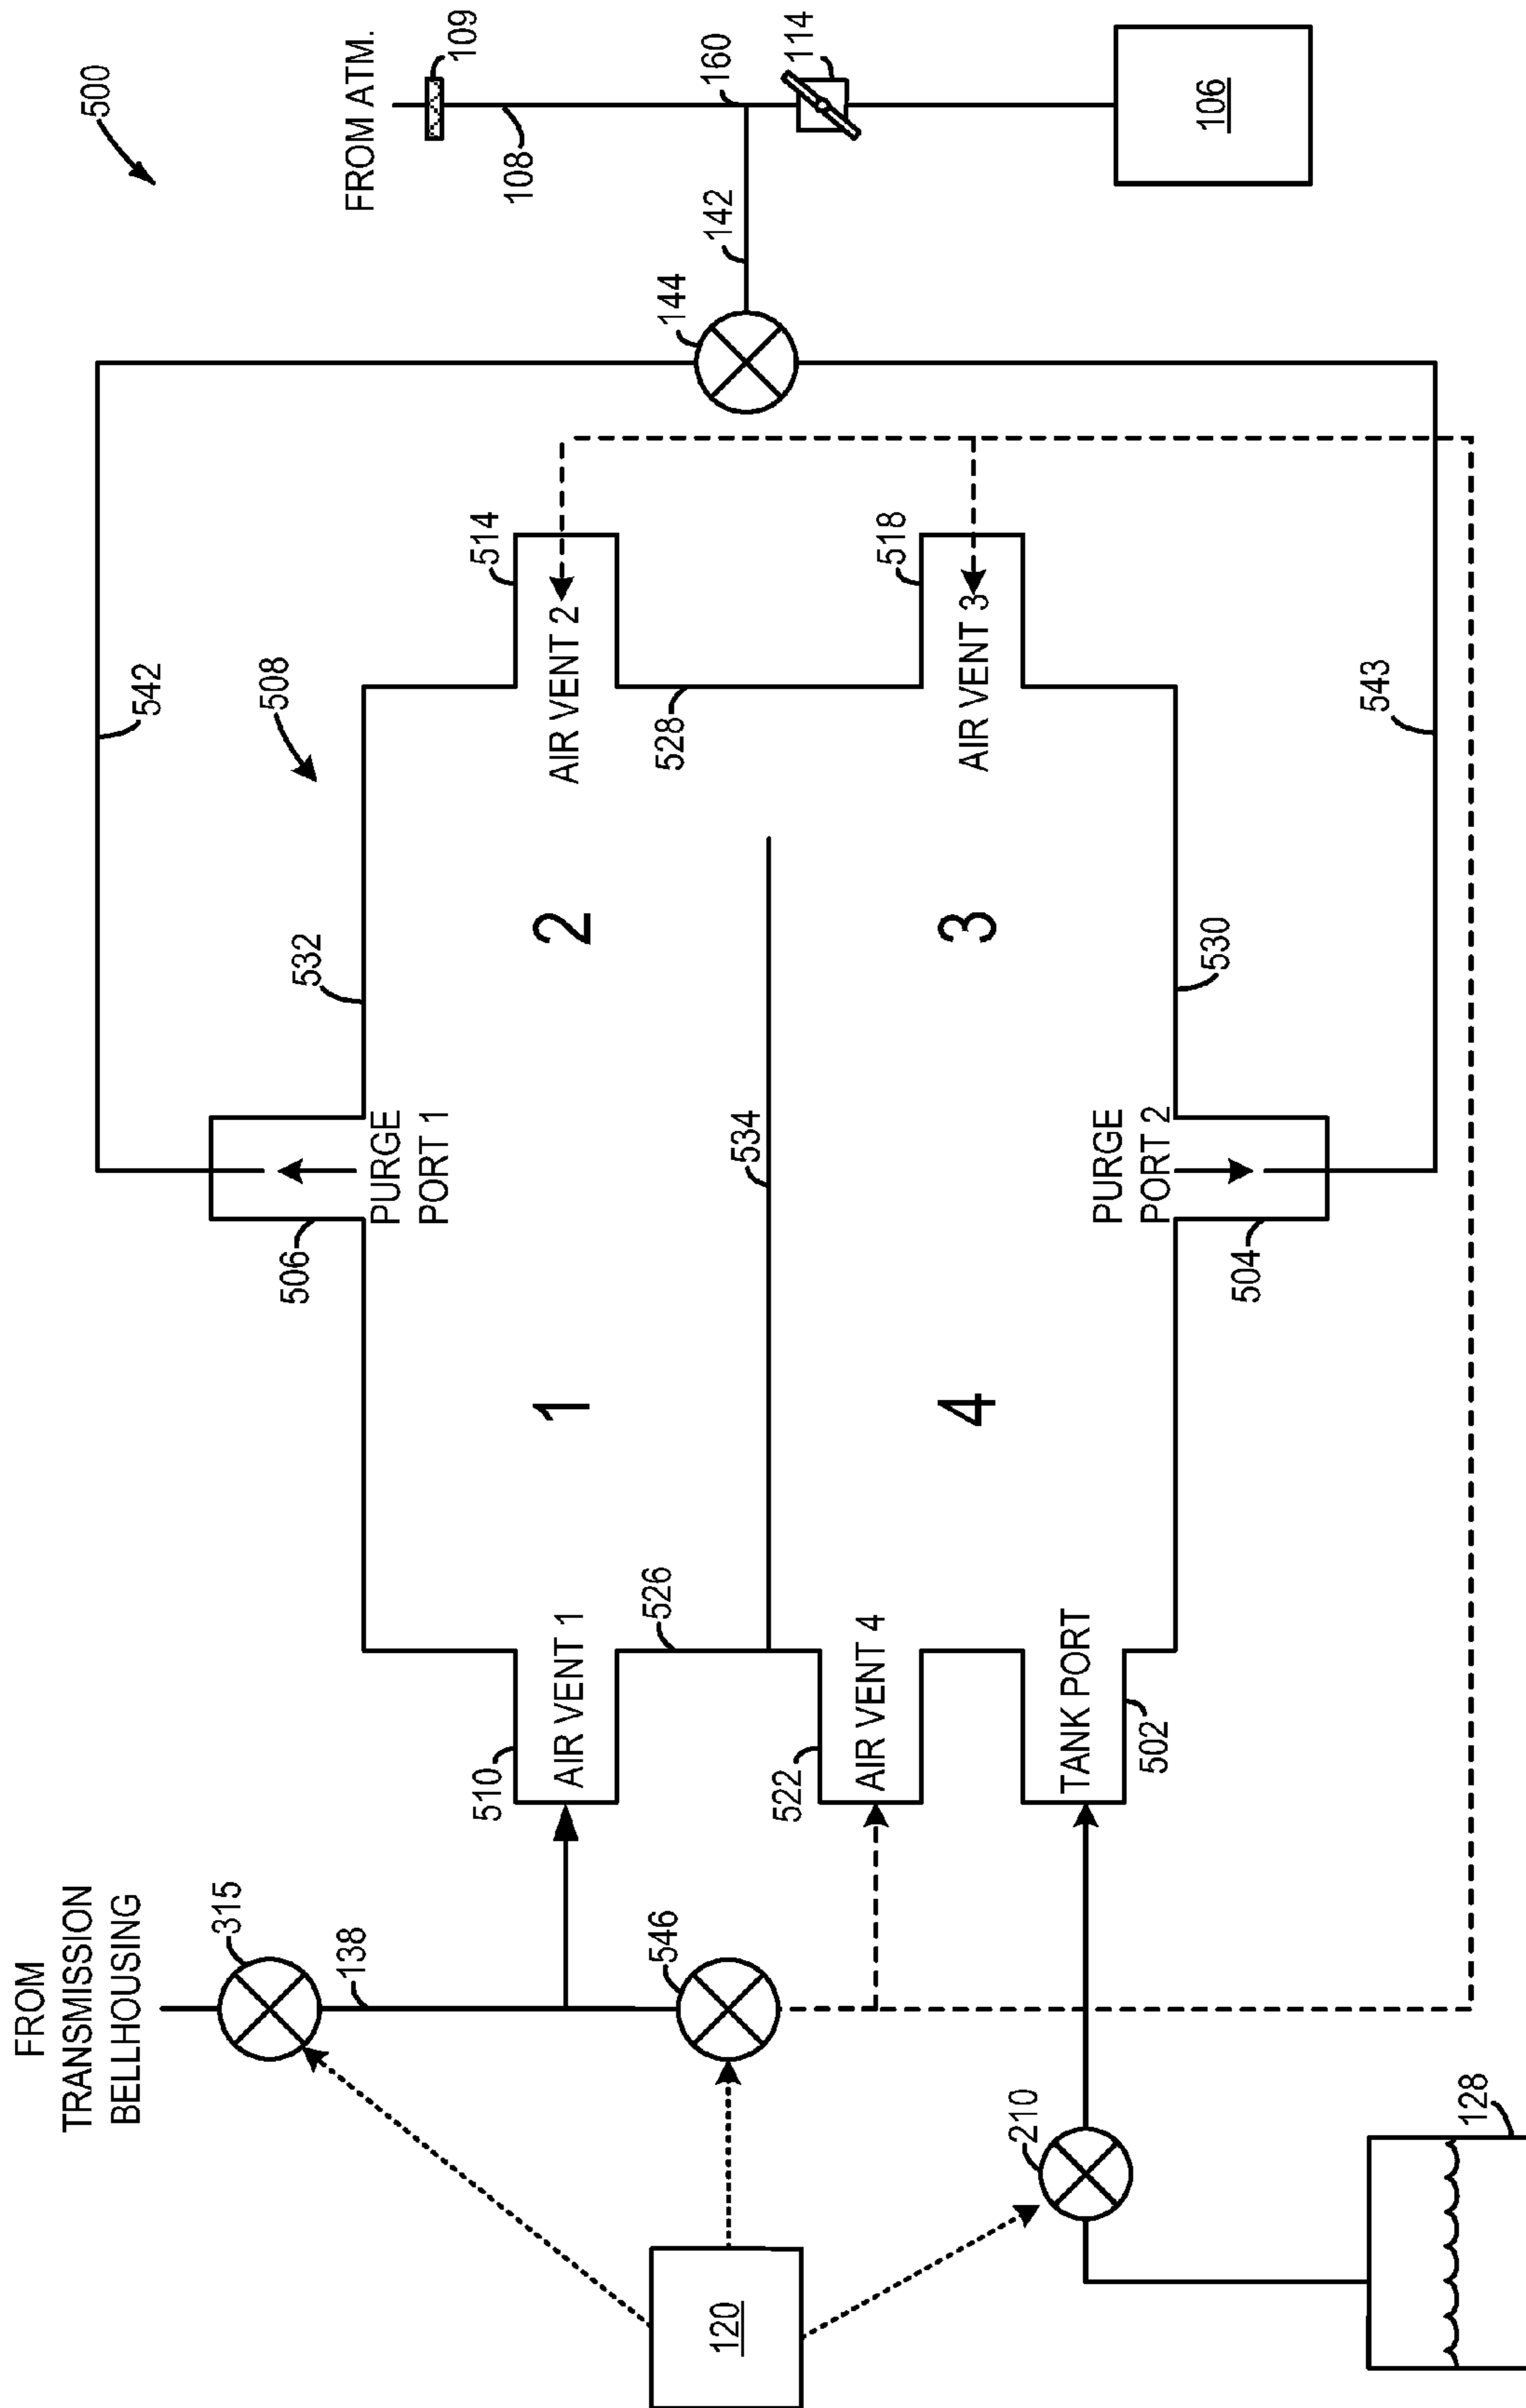 500
FROM ATM.
109
108
160
114
106
142
144
542
508
532
514
AIR VENT 2
528
518
AIR VENT 3
543
2
3
530
506
PURGE
PORT 1
534
PURGE
PORT 2
504
1
4
526
510
AIR VENT 1
522
AIR VENT 4
TANK PORT
502
FROM
TRANSMISSION
BELLHOUSING
315
138
546
210
120
128